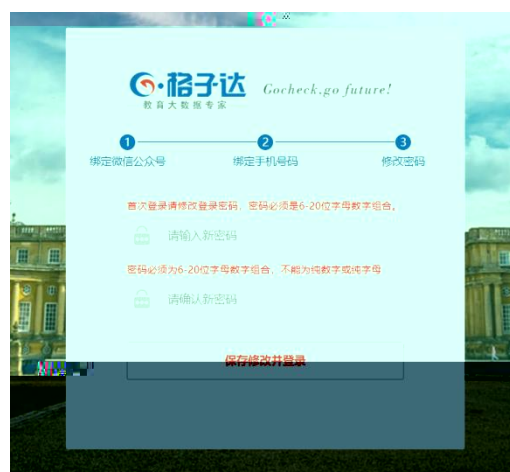 格子达
教育大数据专家
Gocheck.go future!
1
2
3
绑定微信公众号
绑定手机号码
修改密码
首次登录请修改登录密码，密码必须是6-20位字母数字组合。
请输入新密码
密码必须为6-20位字母数字组合，不能为纯数字或纯字母
请确认新密码
保存修改并登录